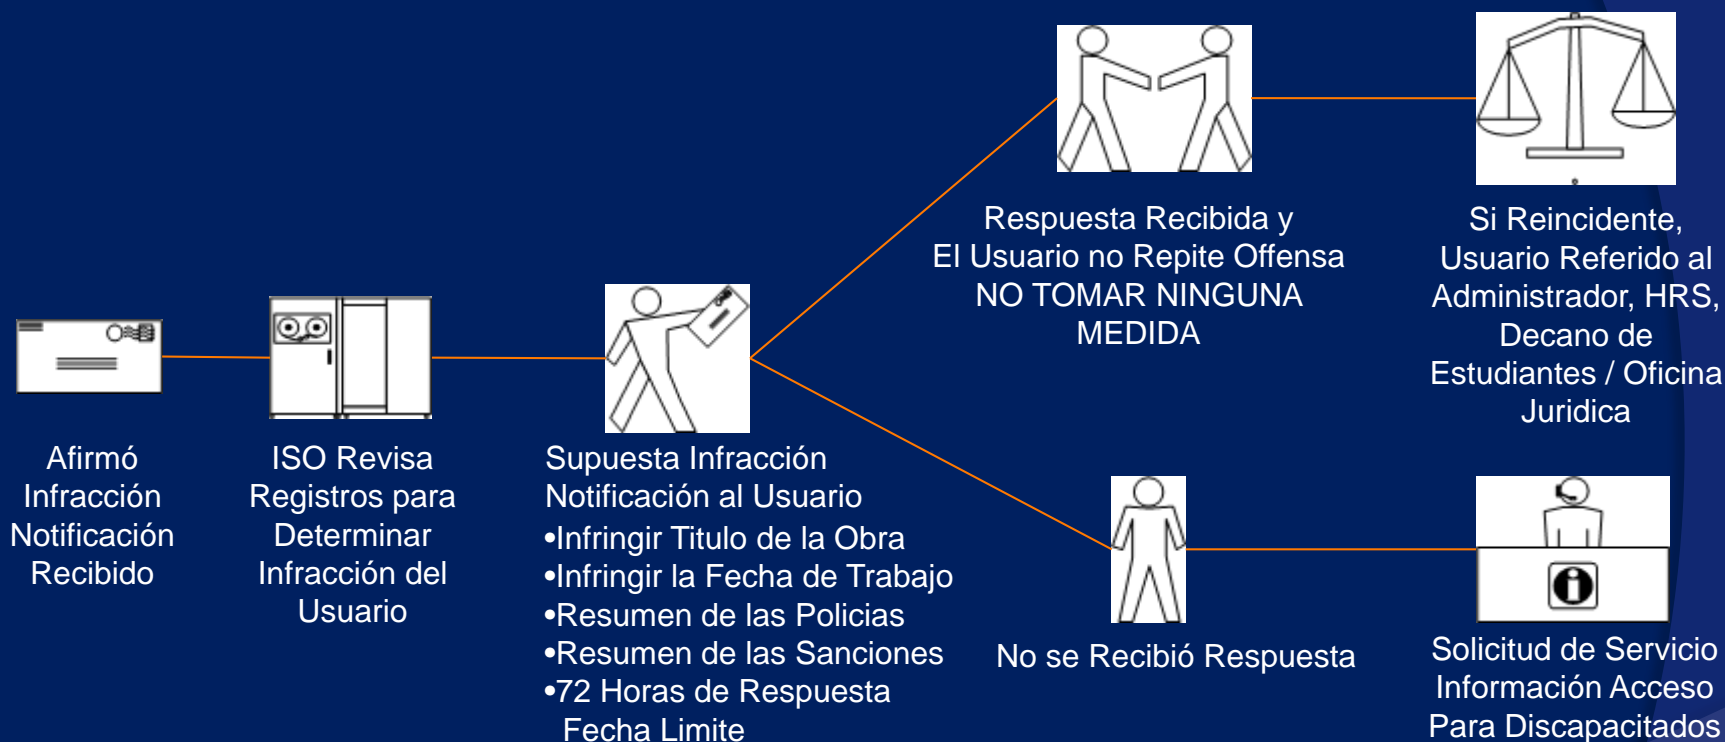 Afirmó
Infracción
Notificación
Recibido
ISO Revisa
Registros para
Determinar
Infracción del
Usuario
Supuesta Infracción
Notificación al Usuario
•Infringir Titulo de la Obra
•Infringir la Fecha de Trabajo
•Resumen de las Policias
•Resumen de las Sanciones
•72 Horas de Respuesta
Fecha Limite
Respuesta Recibida y
El Usuario no Repite Offensa
NO TOMAR NINGUNA
MEDIDA
Si Reincidente,
Usuario Referido al
Administrador, HRS,
Decano de
Estudiantes / Oficina
Juridica
No se Recibió Respuesta
Solicitud de Servicio
Información Acceso
Para Discapacitados